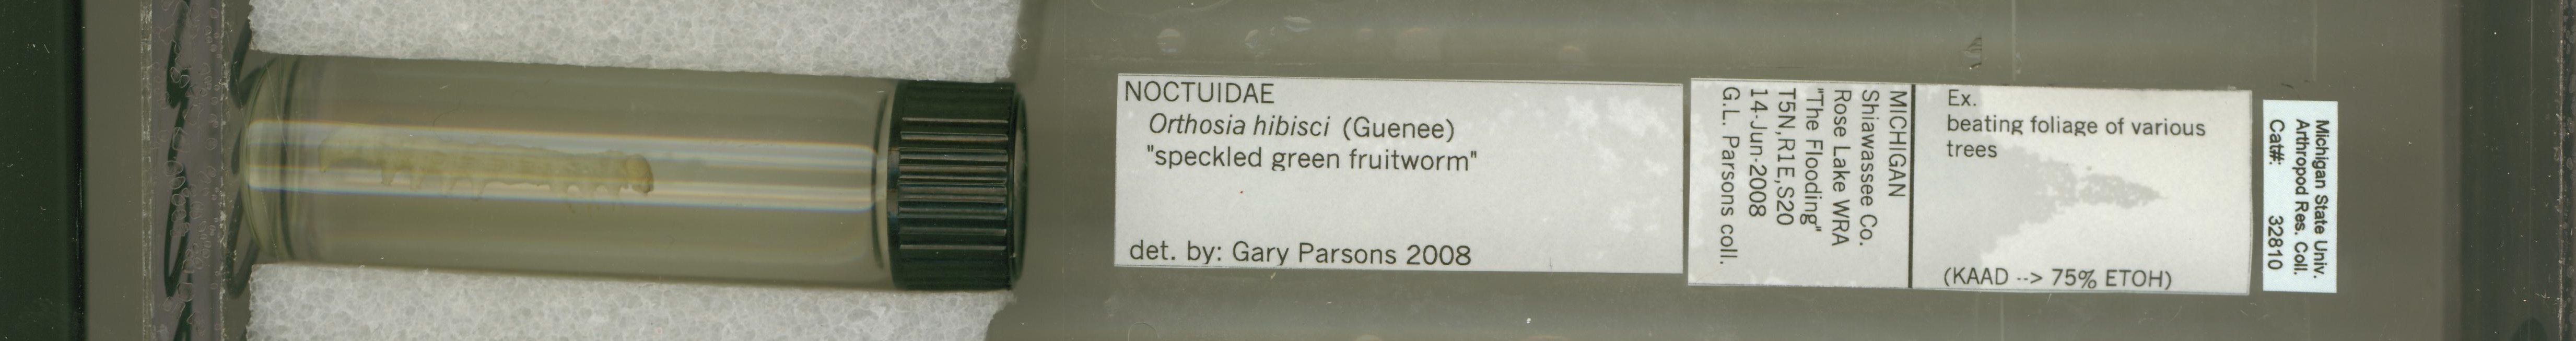 NOCTUIDAE
Orthosia hibisci (Guenee)
"speckled green fruitworm"
det. by: Gary Parsons 2008
MICHIGAN
Shiawassee Co.
Rose Lake WRA
"The Flooding"
T5N,R1E,S20
14-Jun-2008
G.L. Parsons coll.
Ex.
beating foliage of various
trees
(KAAD --> 75% ETOH)
Michigan State Univ.
Arthropod Res. Coll.
Cat#: 32810